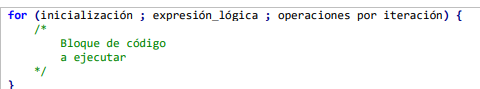 for (inicialización ; expresión_lógica ; operaciones por iteración) {
/*
Bloque de código
a ejecutar
*/
}